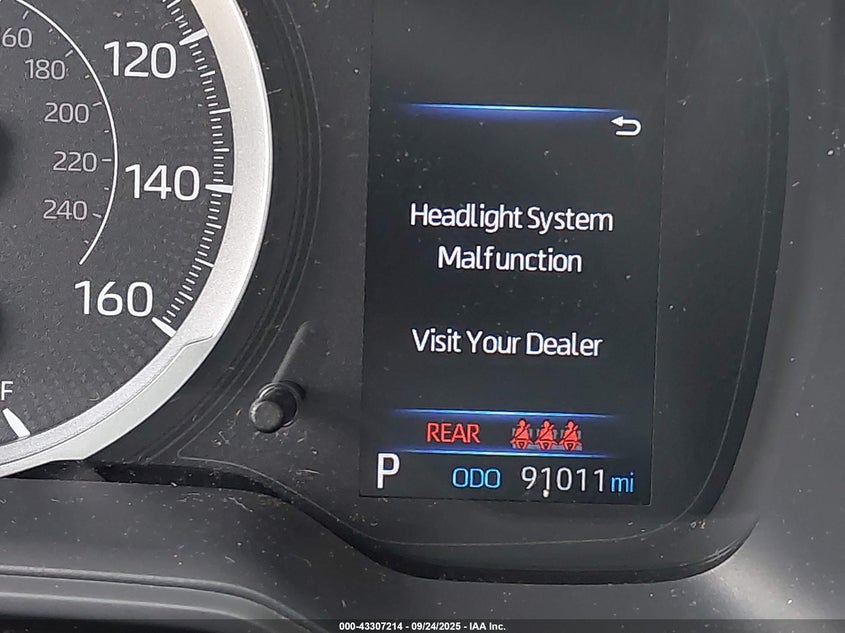 60
120
180
200
220
140
240
160
F
Headlight System
Malfunction
Visit Your Dealer
REAR
P ODO 91011 mi
000-43307214 - 09/24/2025 - IAA Inc.